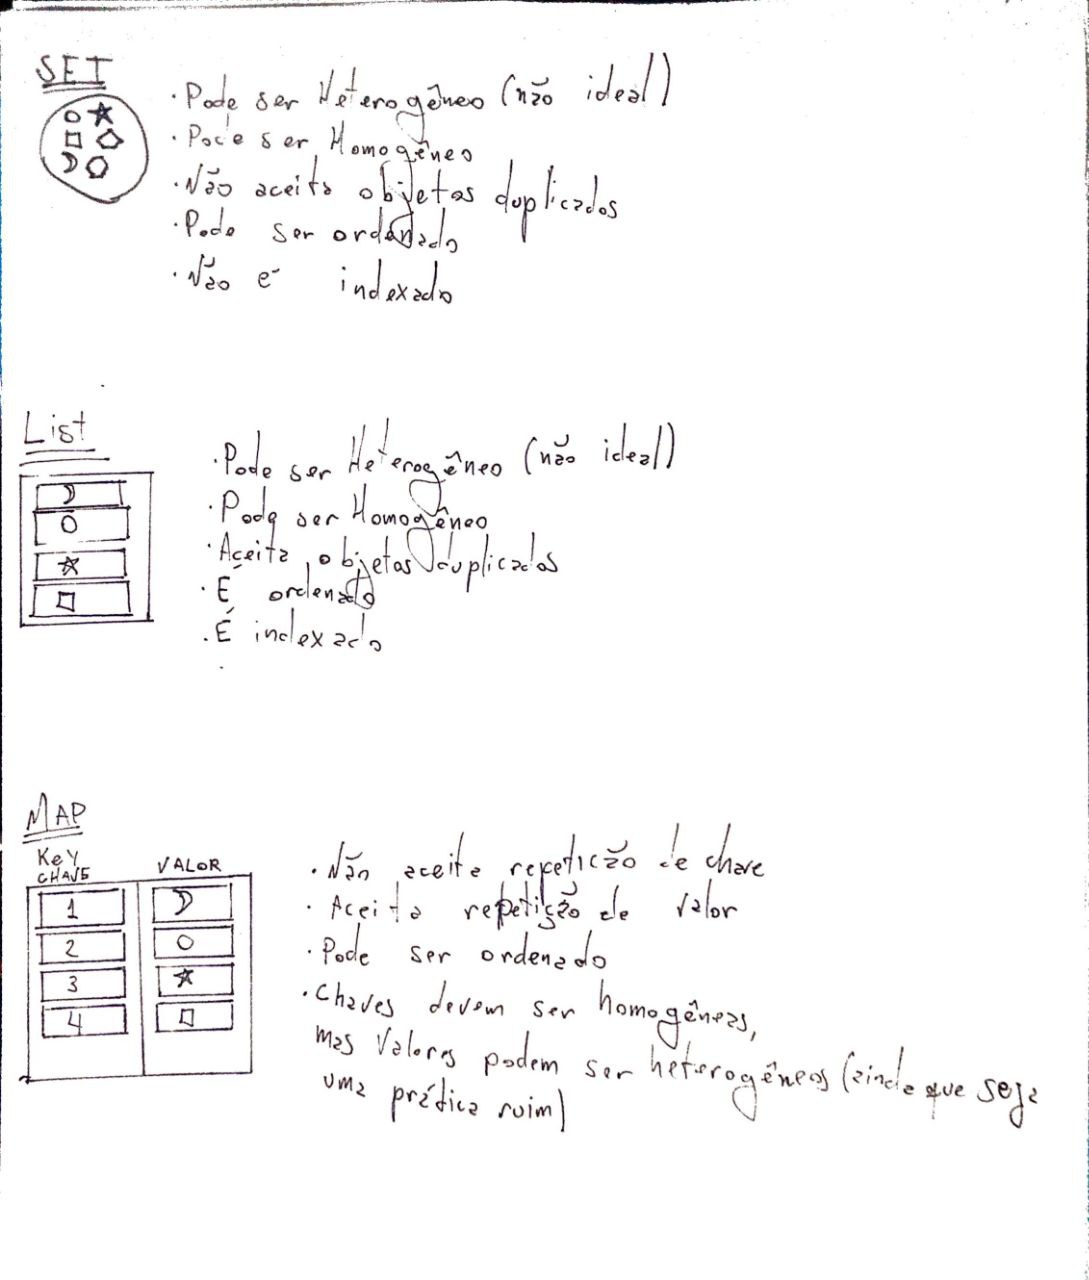 SET
· Pode ser Heterogêneo (não ideal)
· Pode ser Homogêneo
· Não aceita objetos duplicados
· Pode ser ordenado
· Não é indexado
List
· Pode ser Heterogêneo (não ideal)
· Pode ser Homogêneo
· Aceita objetos duplicados
· É ordenado
· É indexado
MAP
KeY
CHAVE VALOR
1
2
3
4
· Não aceita repetição de chave
· Aceita repetição de valor
· Pode ser ordenado
· Chaves devem ser homogêneas,
mas Valores podem ser heterogêneos (ainda que seja
uma prática ruim)